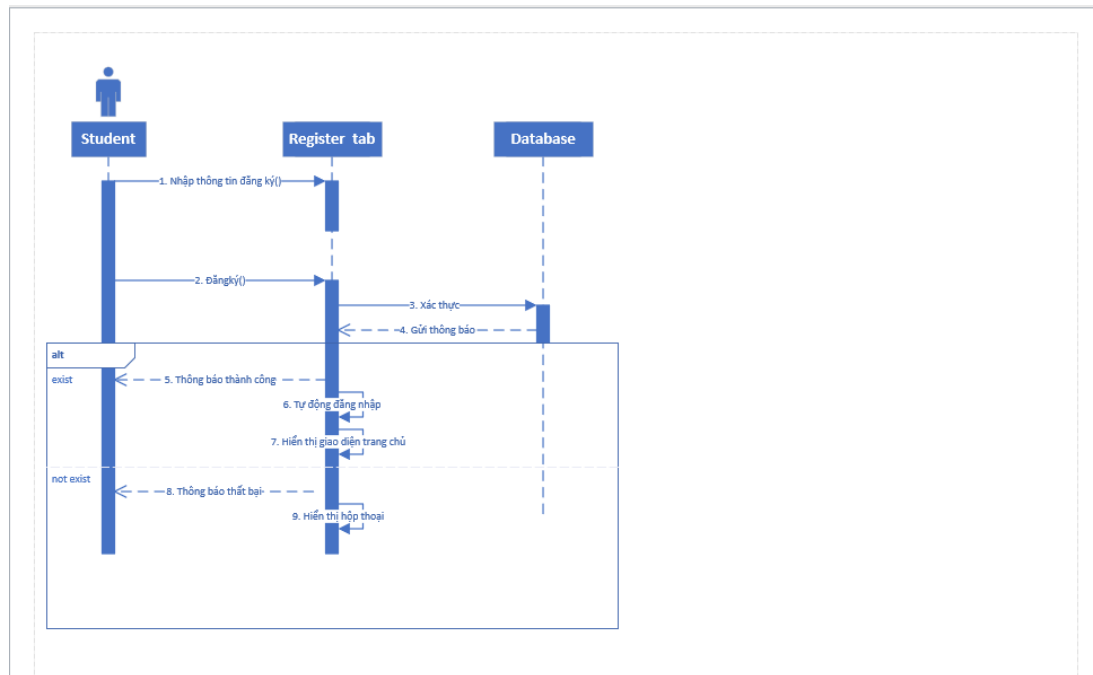 Student
Register tab
Database
1. Nhập thông tin đăng ký()
2. Đăngký()
3. Xác thực
4. Gửi thông báo
alt
exist
5. Thông báo thành công
6. Tự động đăng nhập
7. Hiển thị giao diện trang chủ
not exist
8. Thông báo thất bại
9. Hiển thị hộp thoại